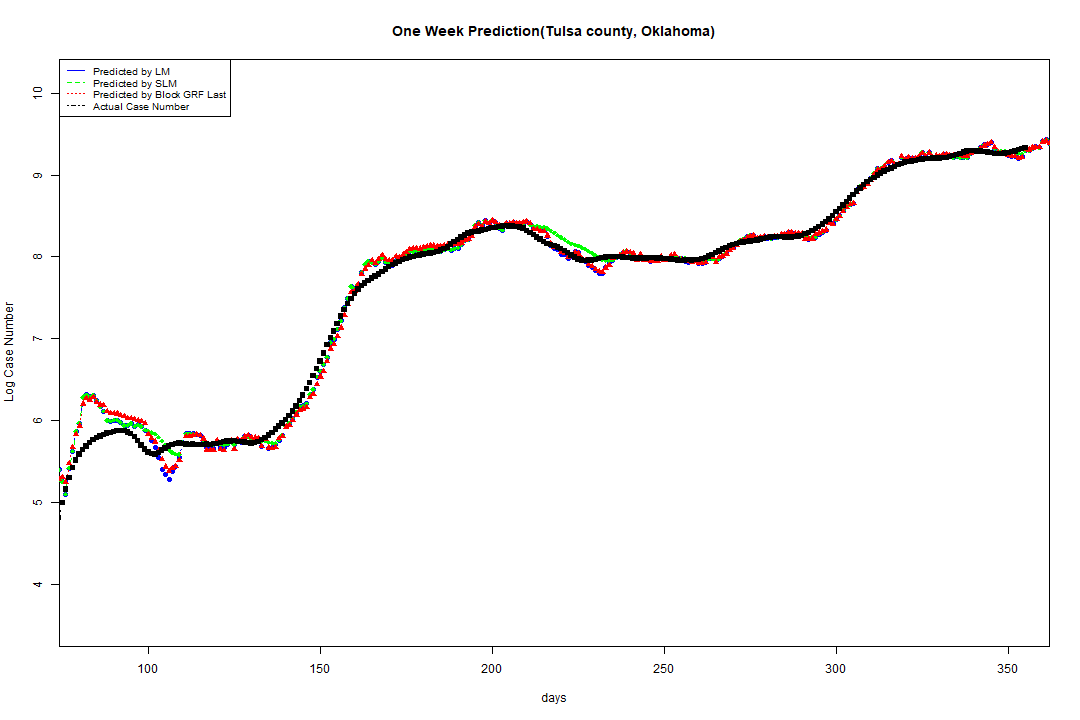 One Week Prediction(Tulsa county, Oklahoma)
Predicted by LM
Predicted by SLM
Predicted by Block GRF Last
Actual Case Number
Log Case Number
10
9
8
7
6
5
4
100 150 200 250 300 350
days